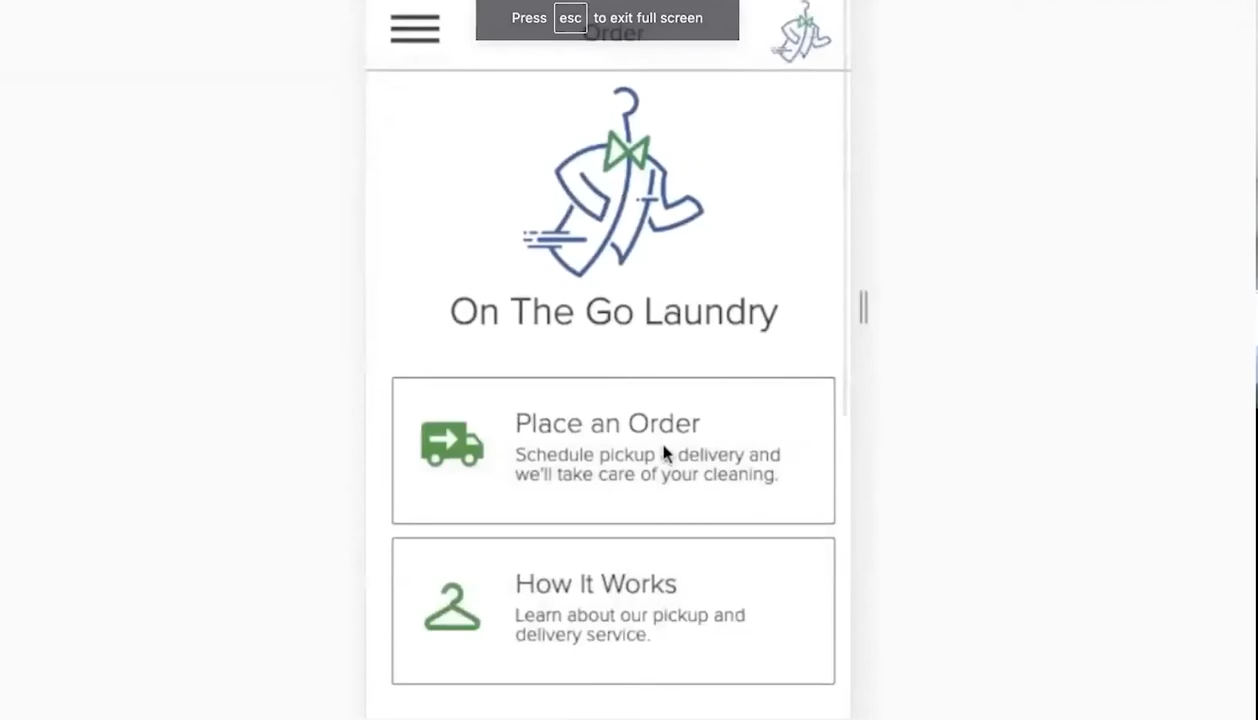 Press esc to exit full screen
Order
On The Go Laundry
Place an Order
Schedule pickup & delivery and
we'll take care of your cleaning.
How It Works
Learn about our pickup and
delivery service.